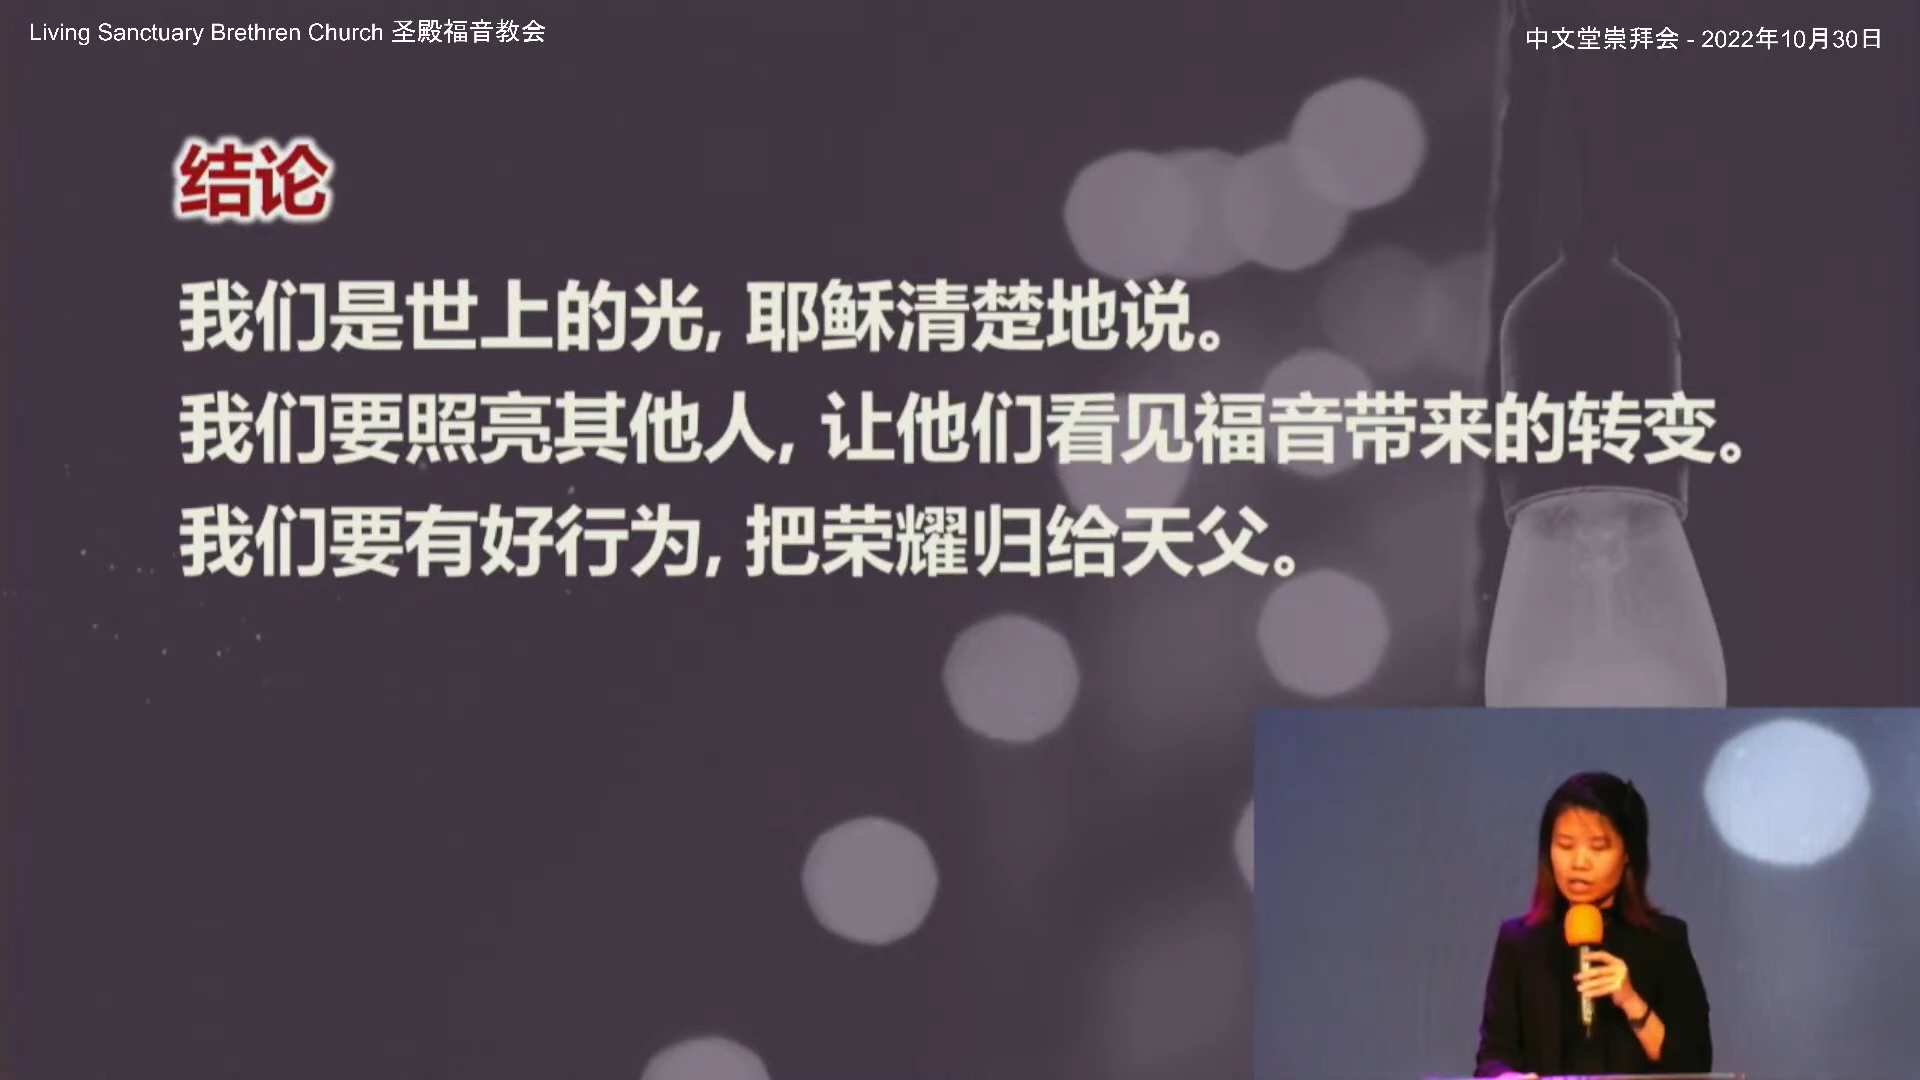 Living Sanctuary Brethren Church 圣殿福音教会
中文堂崇拜会 - 2022年10月30日
结论
我们是世上的光, 耶稣清楚地说。
我们要照亮其他人, 让他们看见福音带来的转变。
我们要有好行为, 把荣耀归给天父。